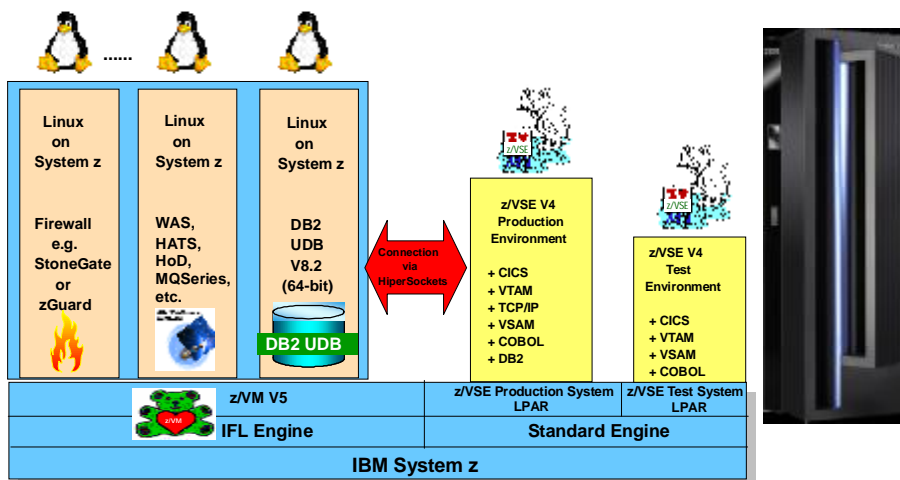 ......
Linux
on
System z
Firewall
e.g.
StoneGate
or
zGuard
Linux
on
System z
WAS,
HATS,
HoD,
MQSeries,
etc.
Linux
on
System z
DB2
UDB
V8.2
(64-bit)
DB2 UDB
Connection
via
HiperSockets
z/VSE
z/VSE V4
Production
Environment
+ CICS
+ VTAM
+ TCP/IP
+ VSAM
+ COBOL
+ DB2
z/VSE
z/VSE V4
Test
Environment
+ CICS
+ VTAM
+ VSAM
+ COBOL
z/VM V5
z/VM
z/VSE Production System
LPAR
z/VSE Test System
LPAR
IFL Engine
Standard Engine
IBM System z